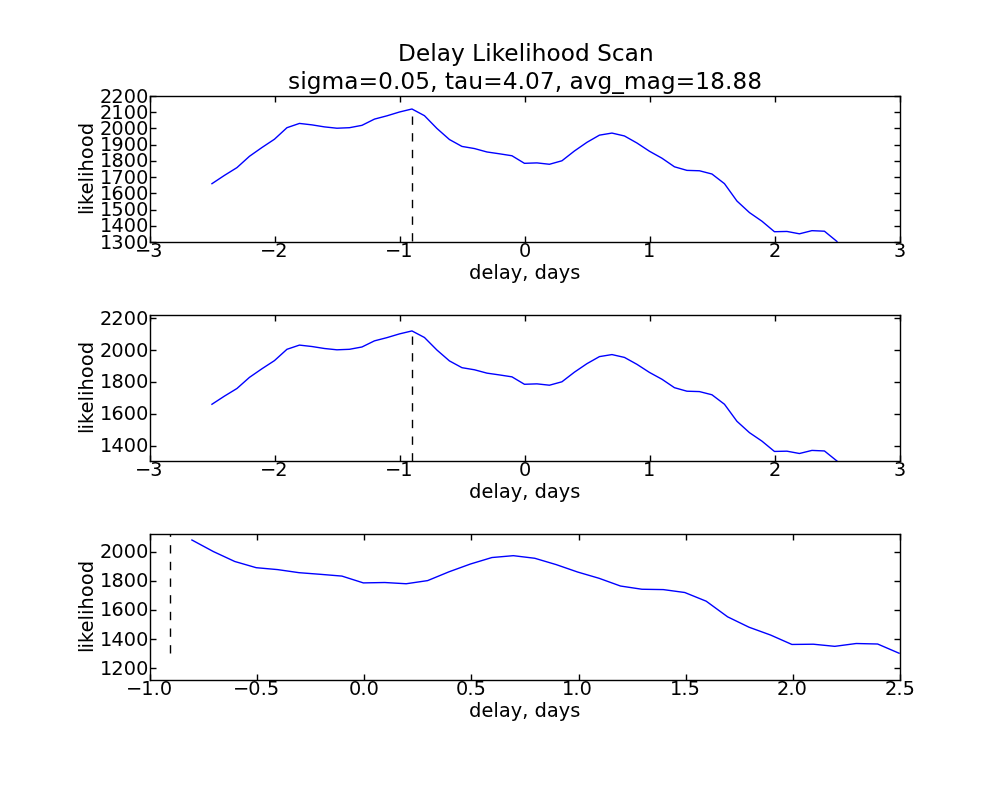 Delay Likelihood Scan
sigma=0.05, tau=4.07, avg_mag=18.88
2200
2100
2000
1900
1800
1700
1600
1500
1400
1300
likelihood
−3 −2 −1 0 1 2 3
delay, days
2200
2000
1800
1600
1400
likelihood
−3 −2 −1 0 1 2 3
delay, days
2000
1800
1600
1400
1200
likelihood
−1.0 −0.5 0.0 0.5 1.0 1.5 2.0 2.5
delay, days